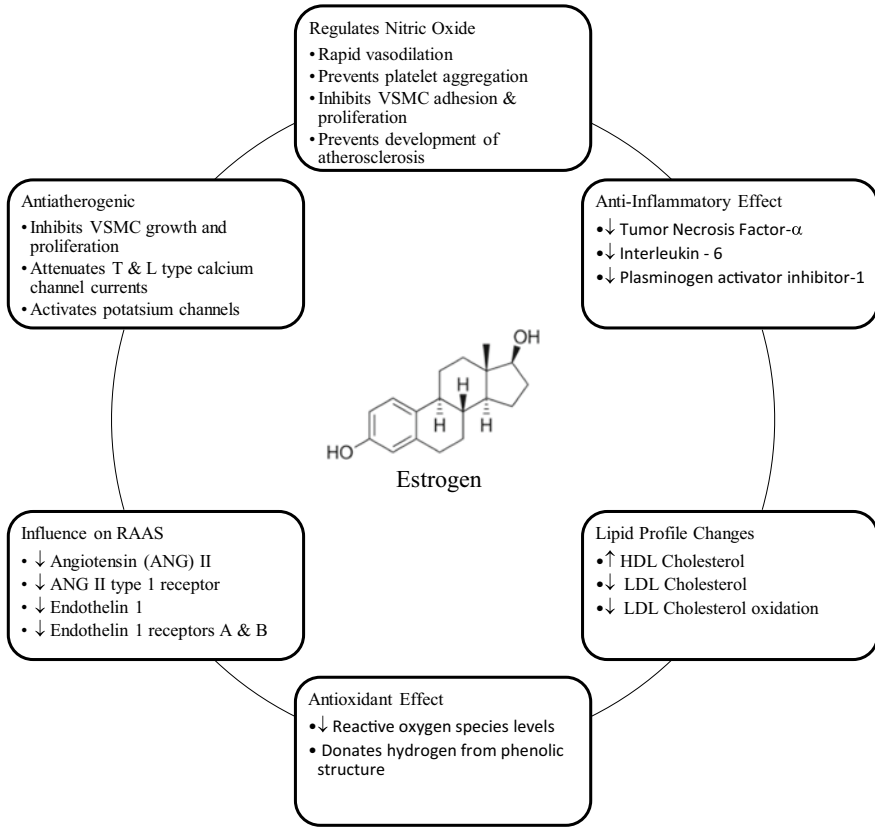 Regulates Nitric Oxide
• Rapid vasodilation
• Prevents platelet aggregation
• Inhibits VSMC adhesion &
proliferation
• Prevents development of
atherosclerosis
Antiatherogenic
• Inhibits VSMC growth and
proliferation
• Attenuates T & L type calcium
channel currents
• Activates potatsium channels
Anti-Inflammatory Effect
•↓ Tumor Necrosis Factor-α
•↓ Interleukin - 6
•↓ Plasminogen activator inhibitor-1
OH
H
H
H
HO
Estrogen
Influence on RAAS
• ↓ Angiotensin (ANG) II
• ↓ ANG II type 1 receptor
• ↓ Endothelin 1
• ↓ Endothelin 1 receptors A & B
Lipid Profile Changes
•↑ HDL Cholesterol
•↓ LDL Cholesterol
•↓ LDL Cholesterol oxidation
Antioxidant Effect
•↓ Reactive oxygen species levels
• Donates hydrogen from phenolic
structure